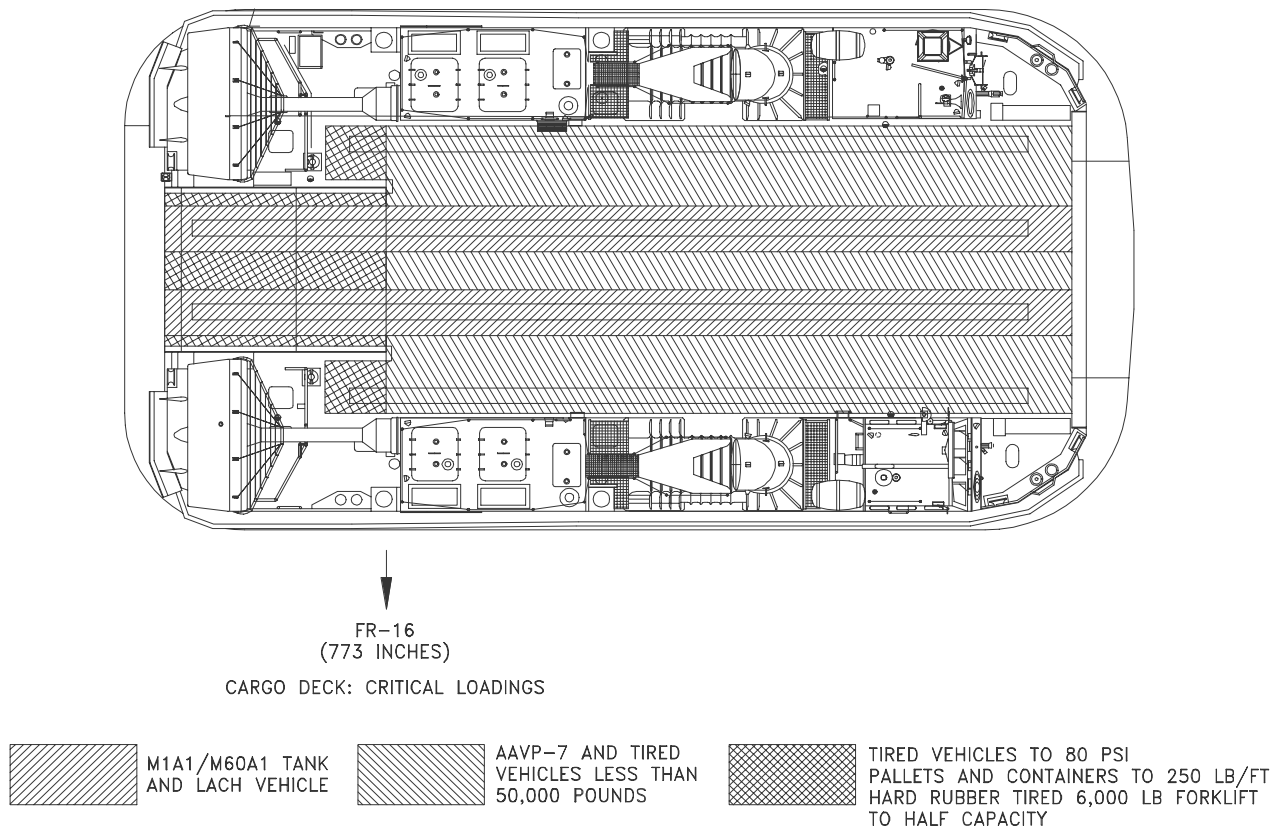 FR-16
(773 INCHES)
CARGO DECK: CRITICAL LOADINGS
M1A1/M60A1 TANK
AND LACH VEHICLE
AAVP-7 AND TIRED
VEHICLES LESS THAN
50,000 POUNDS
TIRED VEHICLES TO 80 PSI
PALLETS AND CONTAINERS TO 250 LB/FT
HARD RUBBER TIRED 6,000 LB FORKLIFT
TO HALF CAPACITY